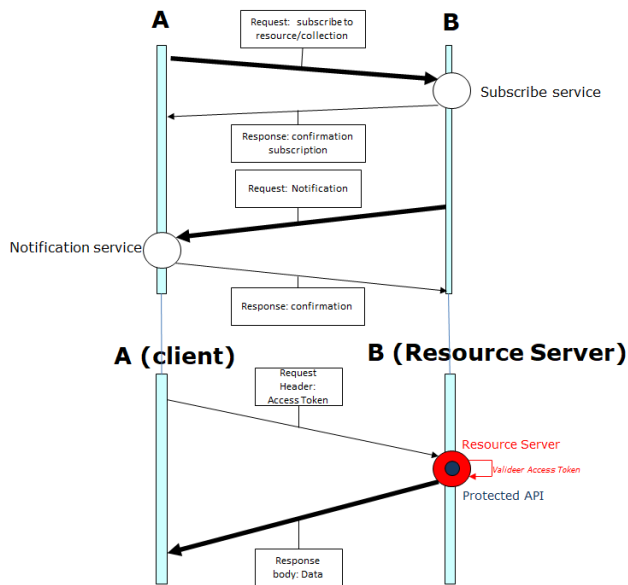 A
B
Request: subscribe to
resource/collection
Subscribe service
Response: confirmation
subscription
Request: Notification
Notification service
Response: confirmation
A (client)
B (Resource Server)
Request
Header:
Access Token
Resource Server
Valideer Access Token
Protected API
Response
body: Data